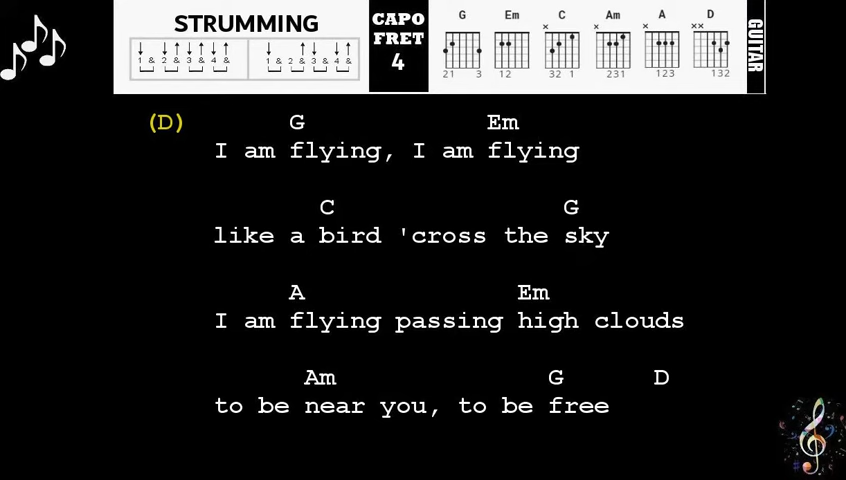 STRUMMING
1 & 2 & 3 & 4 & 1 & 2 & 3 & 4 &
CAPO
FRET
4
G Em C Am A D
x x x xx
21 3 12 32 1 231 123 132
GUITAR
(D) G Em
I am flying, I am flying
C G
like a bird 'cross the sky
A Em
I am flying passing high clouds
Am G D
to be near you, to be free